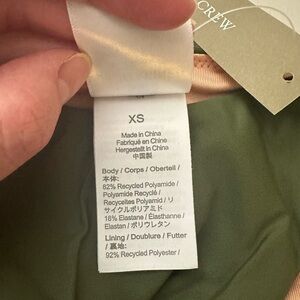 CREW
XS
Made in China
Fabriqué en Chine
Hergestellt in China
中国製
Body / Corps / Oberteil /
本体:
82% Recycled Polyamide /
Polyamide Recyclé /
Recyceltes Polyamid / リ
サイクルポリアミド
18% Elastane / Élasthanne /
Elastan / ポリウレタン
Lining / Doublure / Futter
/ 裏地:
92% Recycled Polyester /